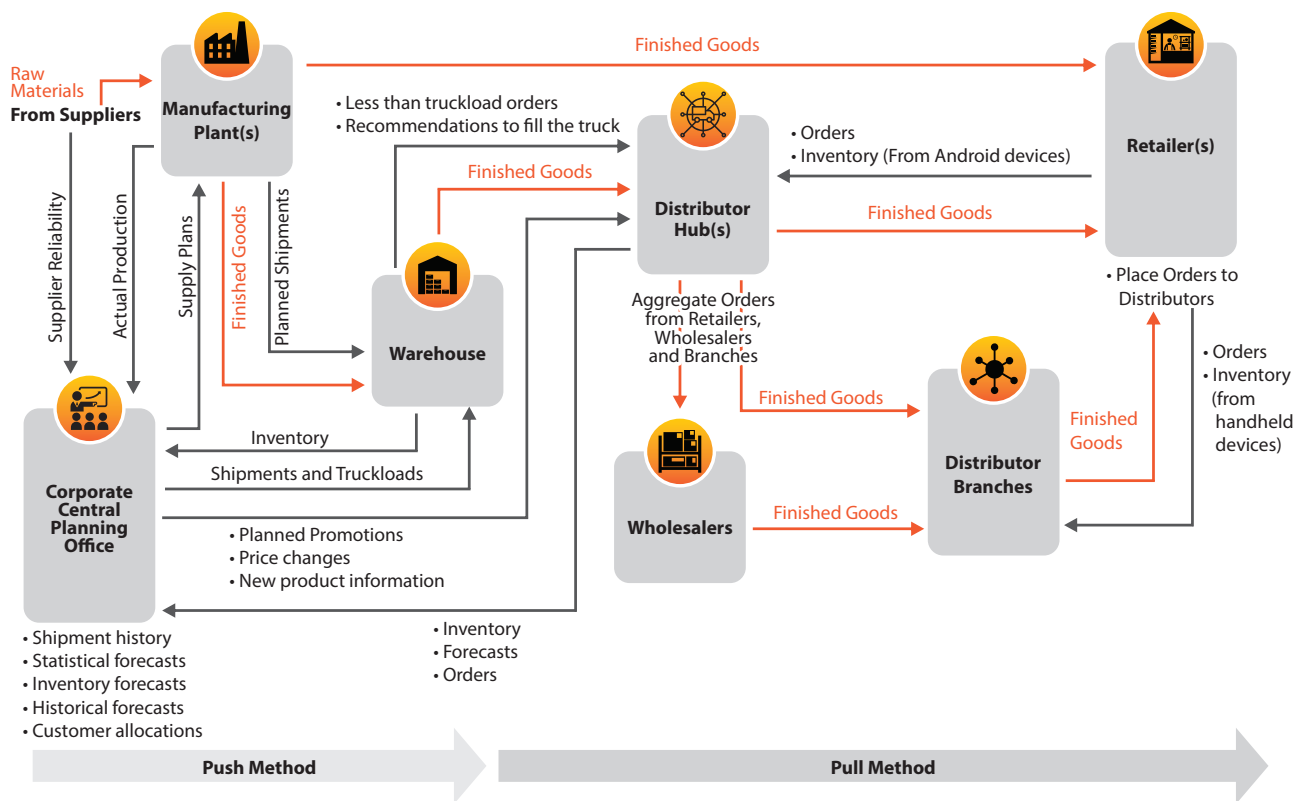 Finished Goods
Raw
Materials
From Suppliers
Manufacturing
Plant(s)
• Less than truckload orders
• Recommendations to fill the truck
• Orders
• Inventory (From Android devices)
Retailer(s)
Supplier Reliability
Actual Production
Supply Plans
Finished Goods
Planned Shipments
Finished Goods
Distributor
Hub(s)
Finished Goods
Warehouse
Aggregate Orders
from Retailers,
Wholesalers
and Branches
• Place Orders to
Distributors
• Orders
• Inventory
(from
handheld
devices)
Finished Goods
Finished
Goods
Inventory
Shipments and Truckloads
Corporate
Central
Planning
Office
Distributor
Branches
Wholesalers
Finished Goods
• Planned Promotions
• Price changes
• New product information
• Inventory
• Forecasts
• Orders
• Shipment history
• Statistical forecasts
• Inventory forecasts
• Historical forecasts
• Customer allocations
Push Method
Pull Method